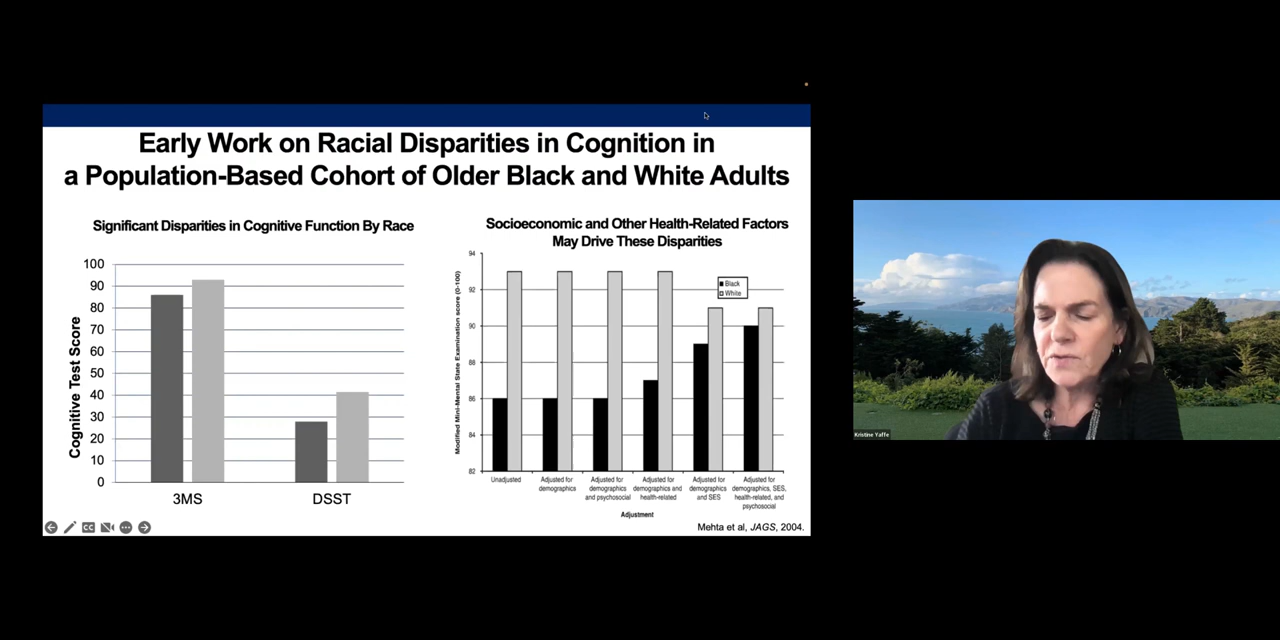 Early Work on Racial Disparities in Cognition in
a Population-Based Cohort of Older Black and White Adults
Significant Disparities in Cognitive Function By Race
100
90
80
70
60
50
40
30
20
10
0
Cognitive Test Score
3MS
DSST
Socioeconomic and Other Health-Related Factors
May Drive These Disparities
94
92
90
88
86
84
82
Modified Mini-Mental State Examination score (0-100)
Black
White
Unadjusted
Adjusted for
demographics
Adjusted for
demographics
and psychosocial
Adjusted for
demographics and
health-related
Adjusted for
demographics
and SES
Adjusted for
demographics, SES,
health-related, and
psychosocial
Adjustment
Mehta et al, JAGS, 2004.
CC
Kristine Yaffe